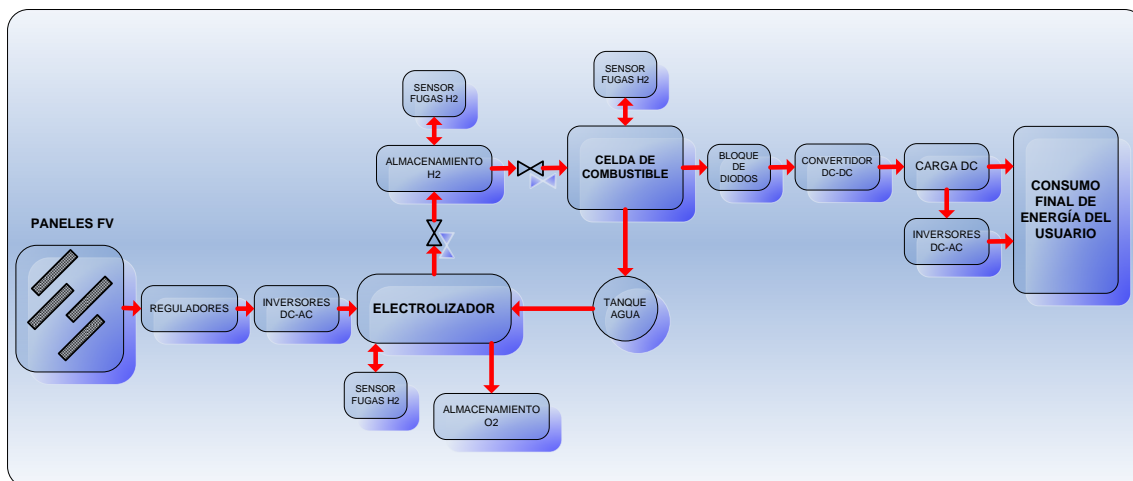 SENSOR
FUGAS H2
SENSOR
FUGAS H2
ALMACENAMIENTO
H2
CELDA DE
COMBUSTIBLE
BLOQUE
DE
DIODOS
CONVERTIDOR
DC-DC
CARGA DC
CONSUMO
FINAL DE
ENERGÍA DEL
USUARIO
INVERSORES
DC-AC
PANELES FV
REGULADORES
INVERSORES
DC-AC
ELECTROLIZADOR
TANQUE
AGUA
SENSOR
FUGAS H2
ALMACENAMIENTO
O2